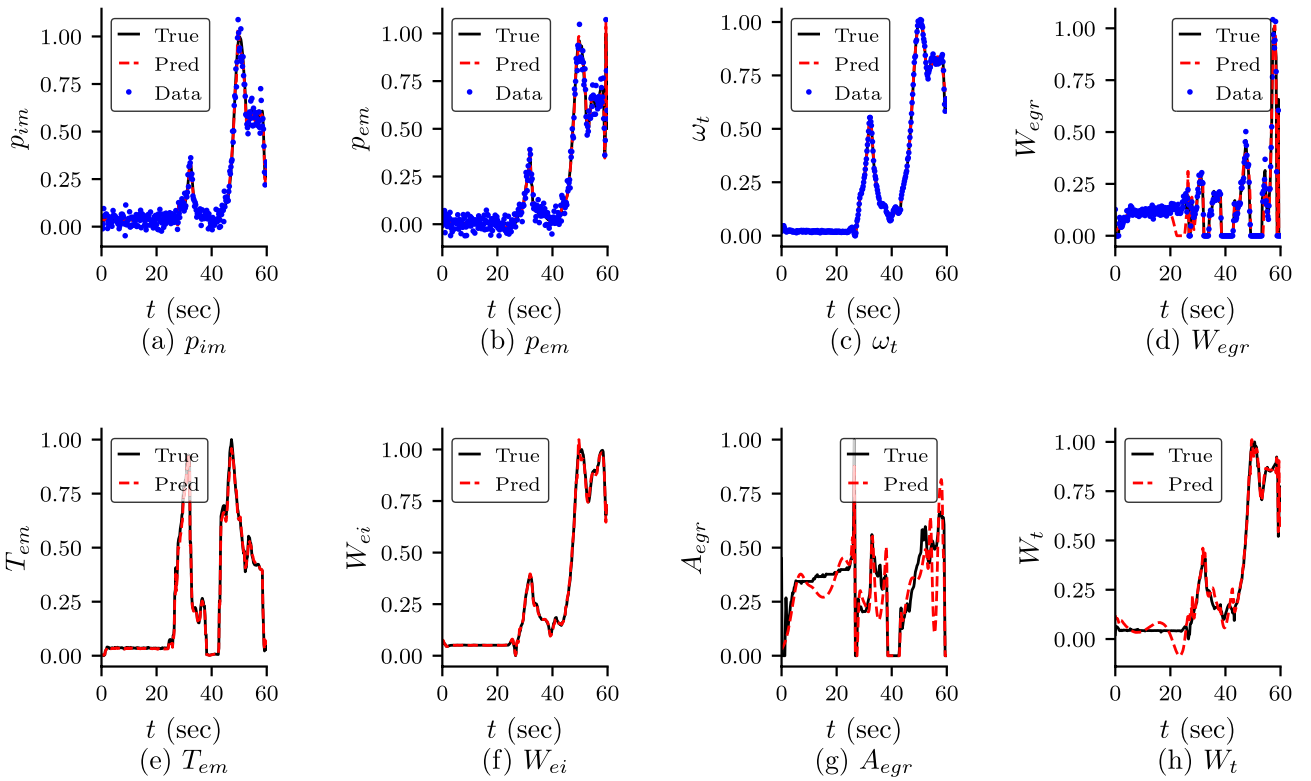 True
Pred
Data
1.00
0.75
0.50
0.25
0.00
p_im
0 20 40 60
t (sec)
(a) p_im
True
Pred
Data
1.00
0.75
0.50
0.25
0.00
p_em
0 20 40 60
t (sec)
(b) p_em
True
Pred
Data
1.00
0.75
0.50
0.25
0.00
ω_t
0 20 40 60
t (sec)
(c) ω_t
True
Pred
Data
1.00
0.75
0.50
0.25
0.00
W_egr
0 20 40 60
t (sec)
(d) W_egr
True
Pred
1.00
0.75
0.50
0.25
0.00
T_em
0 20 40 60
t (sec)
(e) T_em
True
Pred
1.00
0.75
0.50
0.25
0.00
W_ei
0 20 40 60
t (sec)
(f) W_ei
True
Pred
1.00
0.75
0.50
0.25
0.00
A_egr
0 20 40 60
t (sec)
(g) A_egr
True
Pred
1.00
0.75
0.50
0.25
0.00
W_t
0 20 40 60
t (sec)
(h) W_t